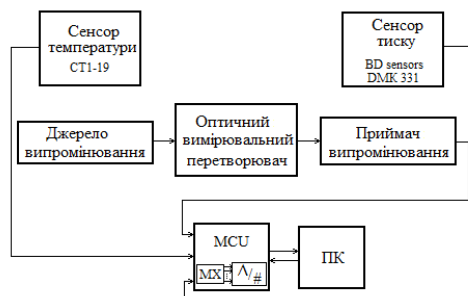 Сенсор
температури
СТ1-19
Сенсор
тиску
BD sensors
DMK 331
Джерело
випромінювання
Оптичний
вимірювальний
перетворювач
Приймач
випромінювання
MCU
MX
Λ/#
ПК